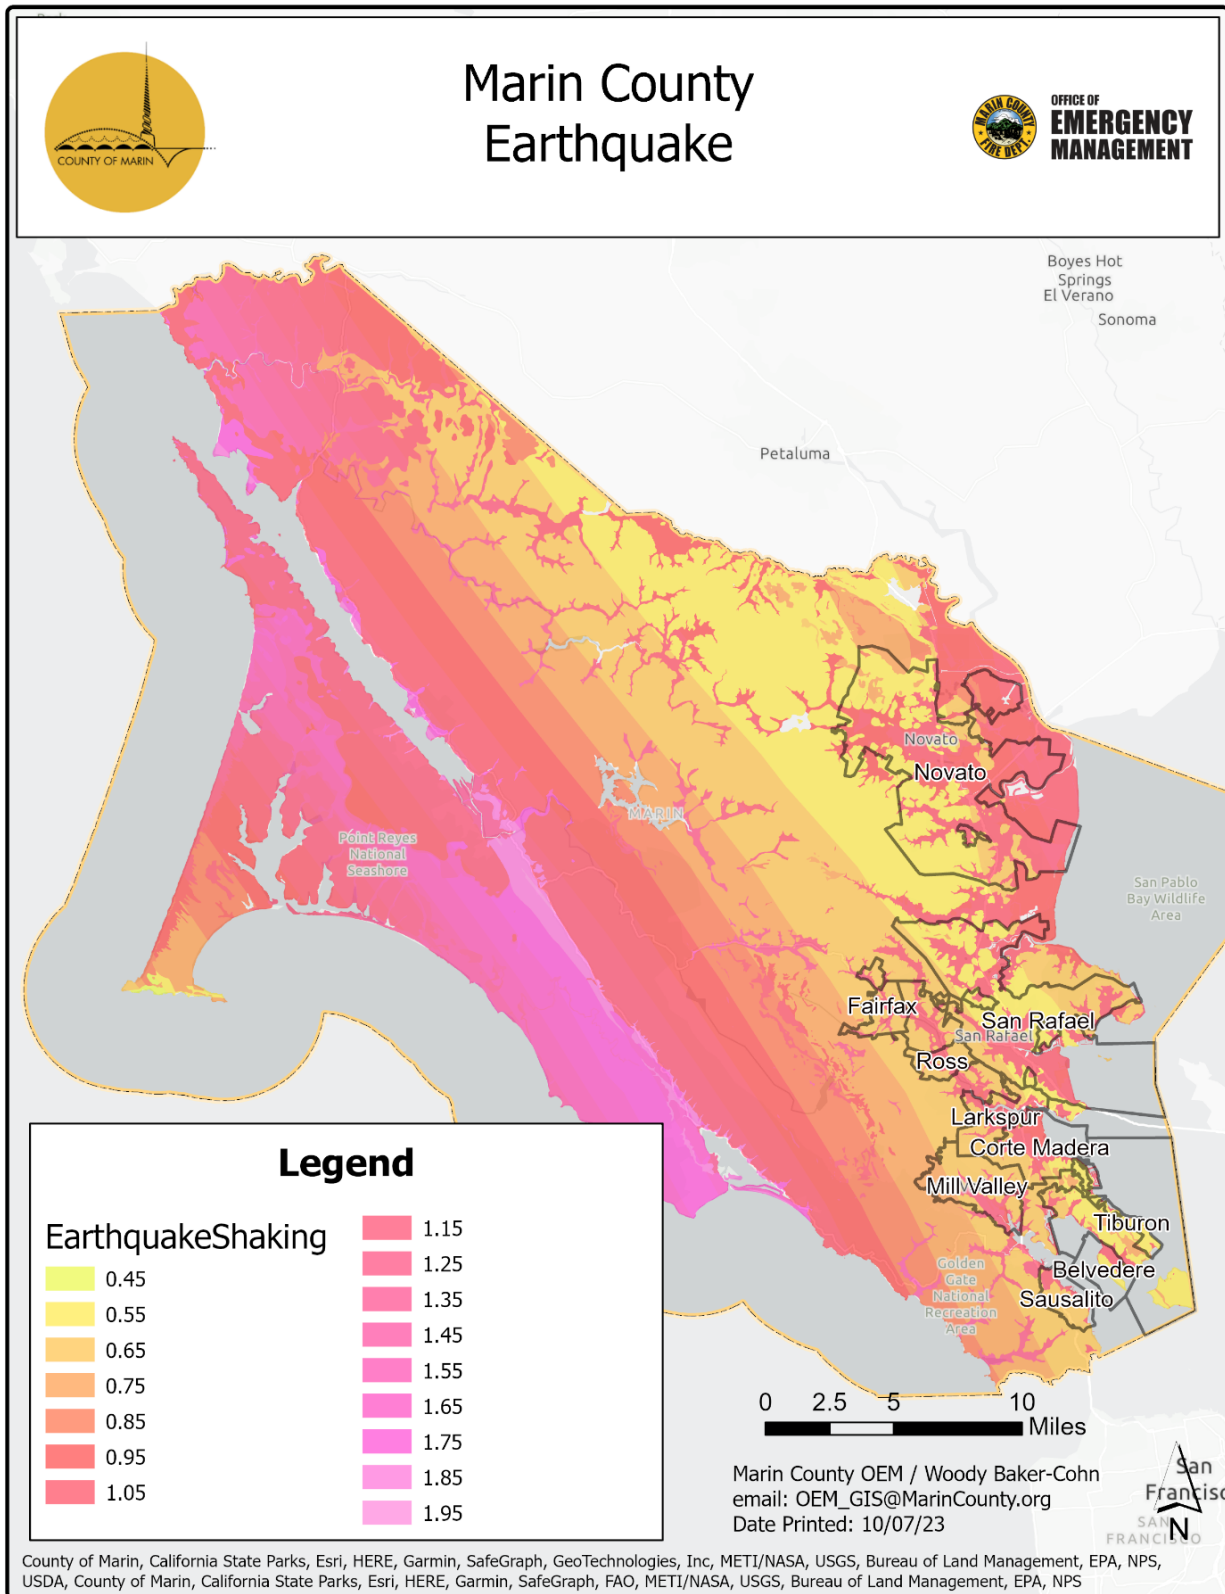 Marin County
Earthquake
COUNTY OF MARIN
MARIN COUNTY
FIRE DEPT.
OFFICE OF
EMERGENCY
MANAGEMENT
Boyes Hot
Springs
El Verano
Sonoma
Petaluma
Novato
Novato
MARIN
Point Reyes
National
Seashore
San Pablo
Bay Wildlife
Area
Fairfax
San Rafael
San Rafael
Ross
Larkspur
Corte Madera
Mill Valley
Tiburon
Belvedere
Sausalito
Golden
Gate
National
Recreation
Area
Legend
EarthquakeShaking
0.45
0.55
0.65
0.75
0.85
0.95
1.05
1.15
1.25
1.35
1.45
1.55
1.65
1.75
1.85
1.95
0 2.5 5 10
Miles
Marin County OEM / Woody Baker-Cohn
email: OEM_GIS@MarinCounty.org
Date Printed: 10/07/23
San
Francisc
SAN
FRANCISCO
N
County of Marin, California State Parks, Esri, HERE, Garmin, SafeGraph, GeoTechnologies, Inc, METI/NASA, USGS, Bureau of Land Management, EPA, NPS,
USDA, County of Marin, California State Parks, Esri, HERE, Garmin, SafeGraph, FAO, METI/NASA, USGS, Bureau of Land Management, EPA, NPS